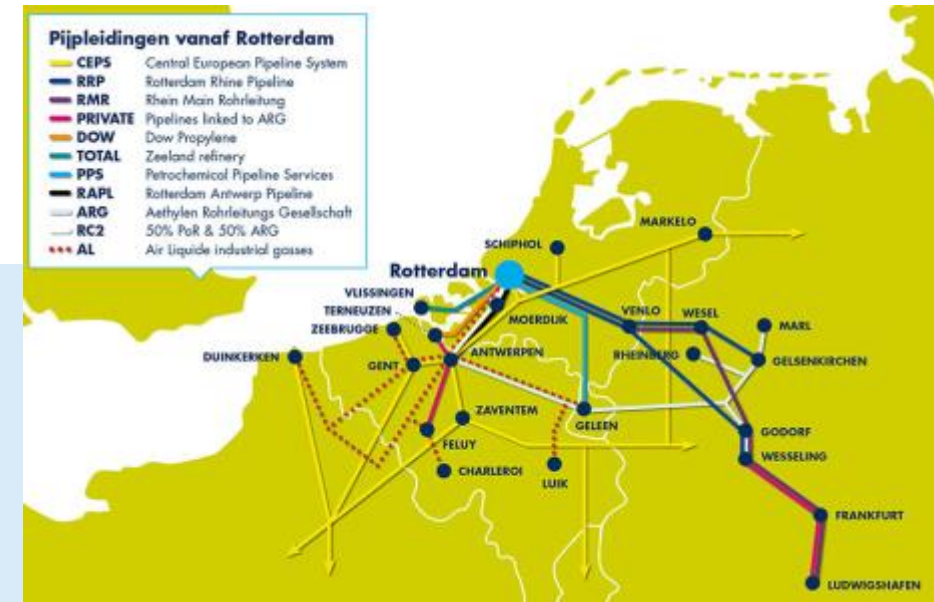 Pijpleidingen vanaf Rotterdam
CEPS Central European Pipeline System
RRP Rotterdam Rhine Pipeline
RMR Rhein Main Rohrleitung
PRIVATE Pipelines linked to ARG
DOW Dow Propylene
TOTAL Zeeland refinery
PPS Petrochemical Pipeline Services
RAPL Rotterdam Antwerp Pipeline
ARG Aethylen Rohrleitungs Gesellschaft
RC2 50% PoR & 50% ARG
AL Air Liquide industrial gasses
MARKELO
SCHIPHOL
Rotterdam
VLISSINGEN
TERNEUZEN
MOERDIJK
VENLO
WESEL
MARL
ZEEBRUGGE
DUINKERKEN
GENT
ANTWERPEN
RHEINBERG
GELSENKIRCHEN
ZAVENTEM
GELEEN
FELUY
GODORF
CHARLEROI
LUIK
WESSELING
FRANKFURT
LUDWIGSHAFEN